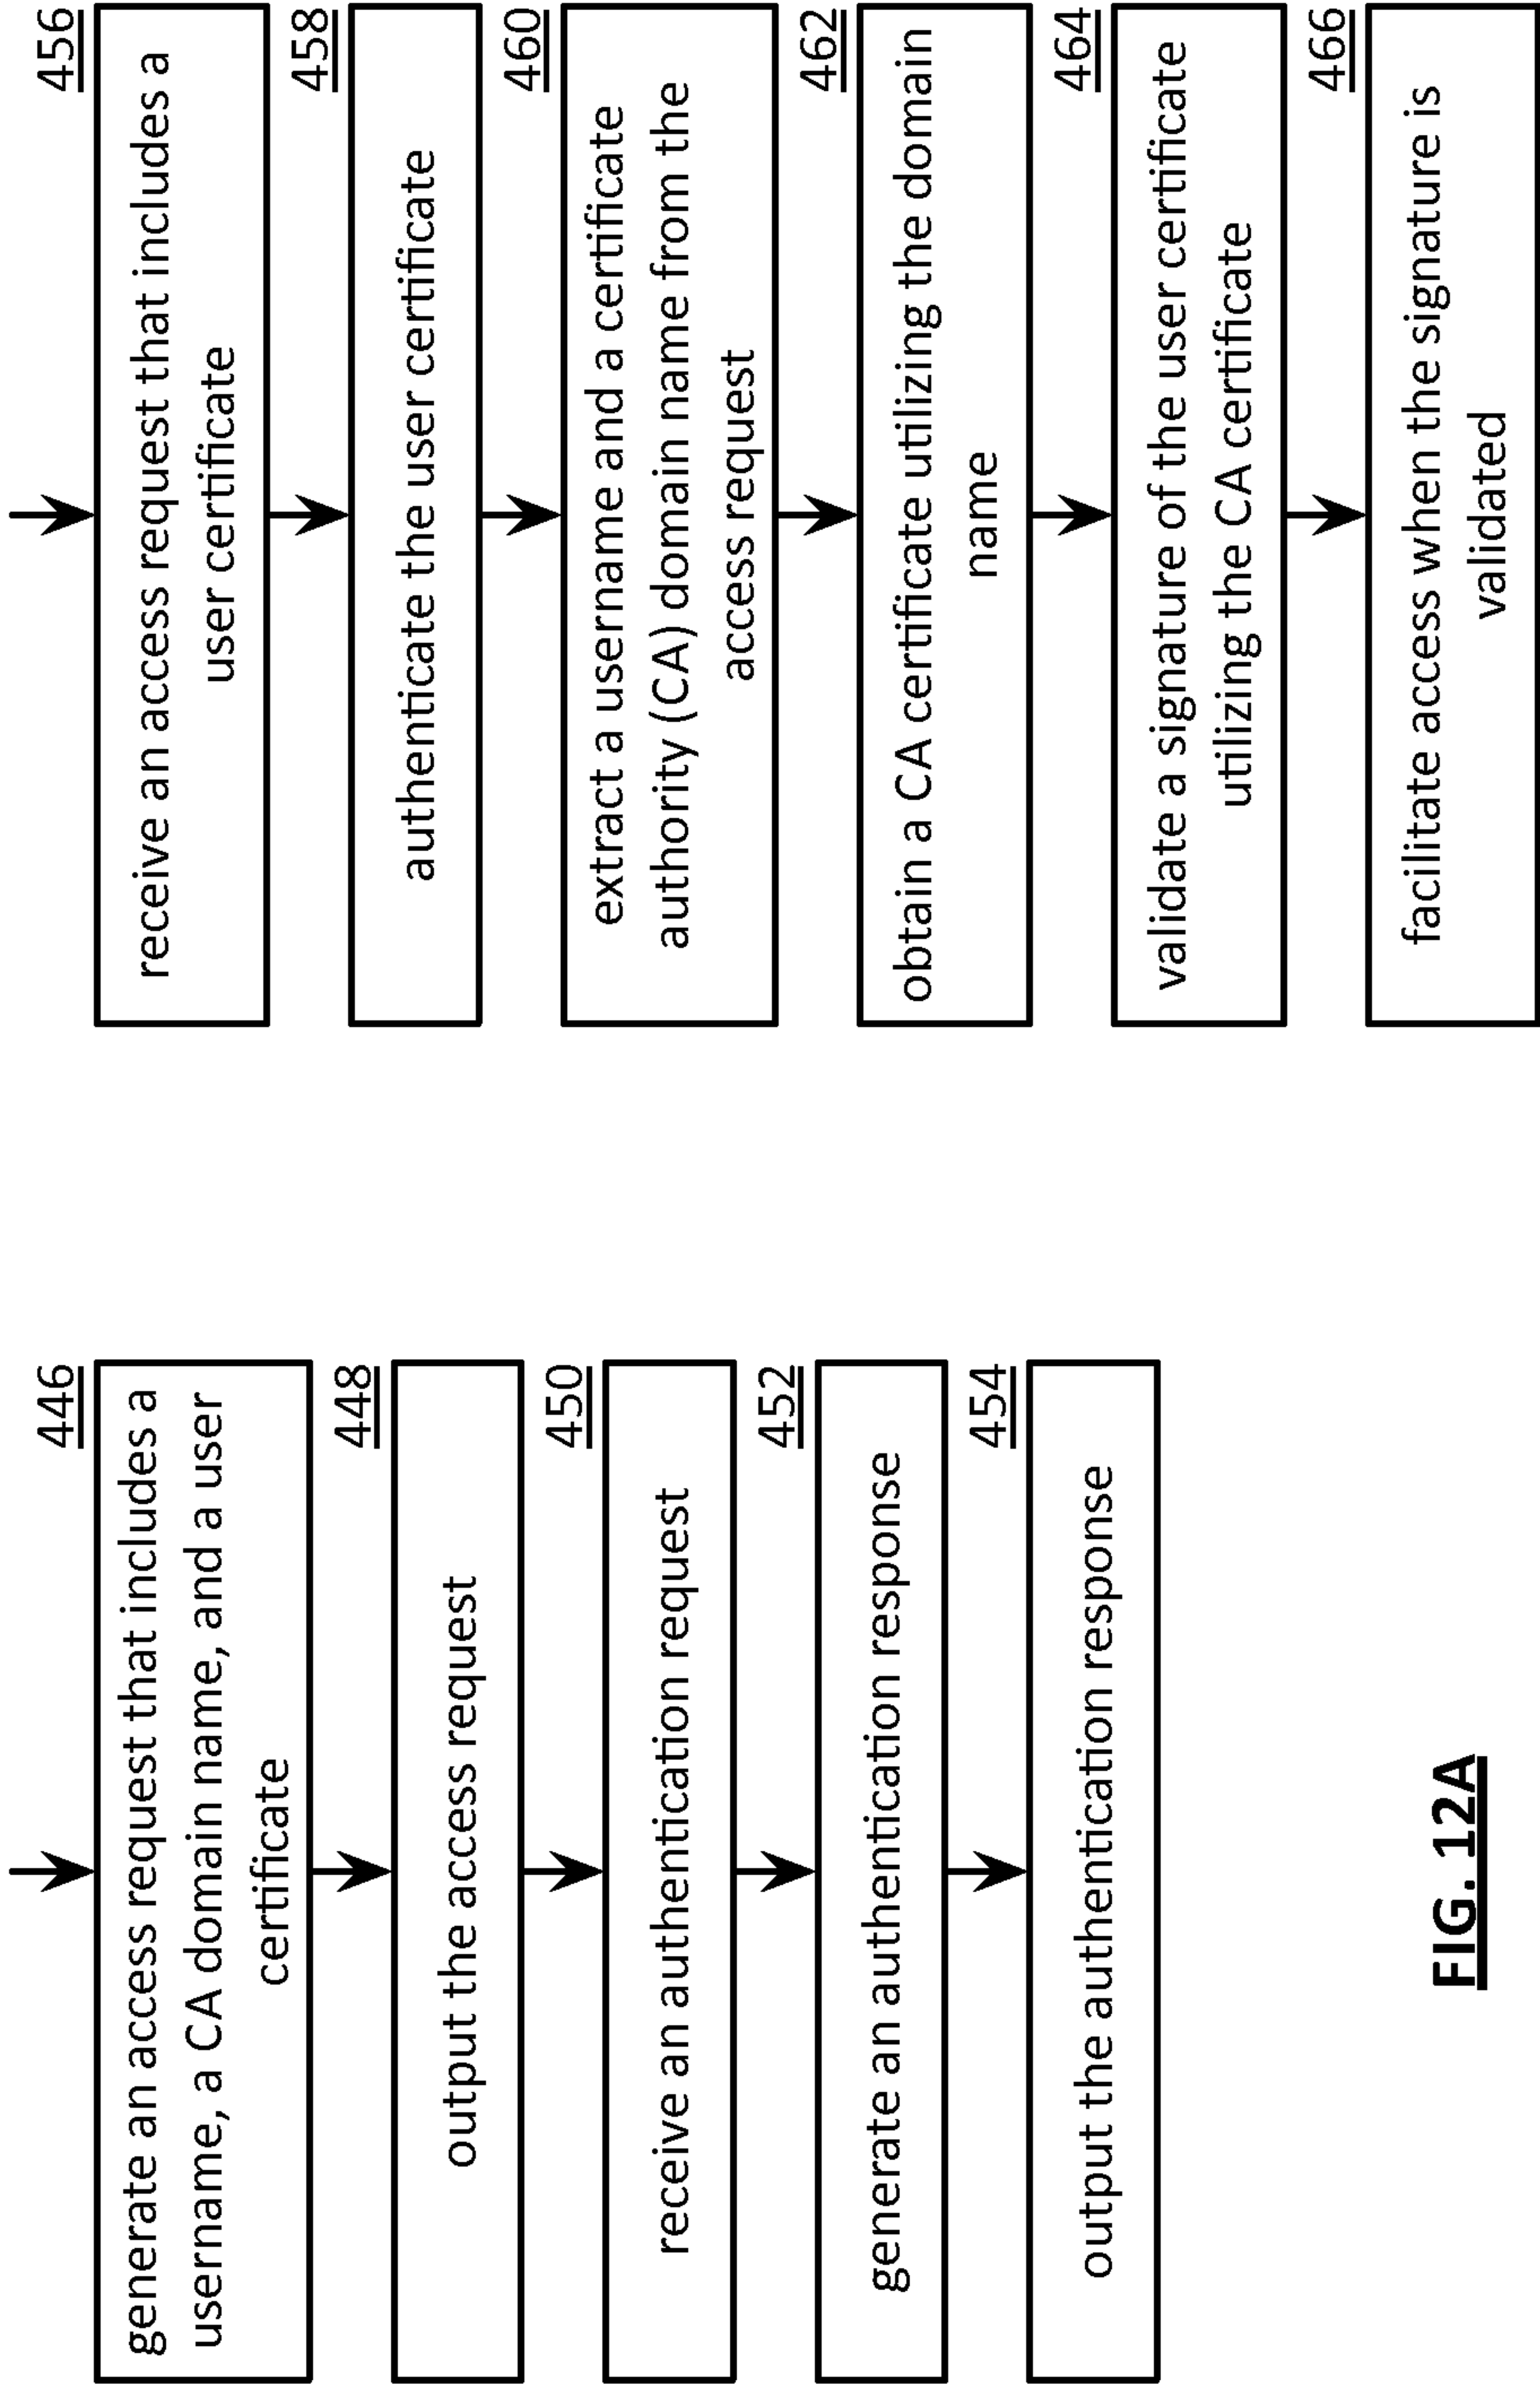 446
generate an access request that includes a
username, a CA domain name, and a user
certificate
448
output the access request
450
receive an authentication request
452
generate an authentication response
454
output the authentication response
FIG. 12A
456
receive an access request that includes a
user certificate
458
authenticate the user certificate
460
extract a username and a certificate
authority (CA) domain name from the
access request
462
obtain a CA certificate utilizing the domain
name
464
validate a signature of the user certificate
utilizing the CA certificate
466
facilitate access when the signature is
validated